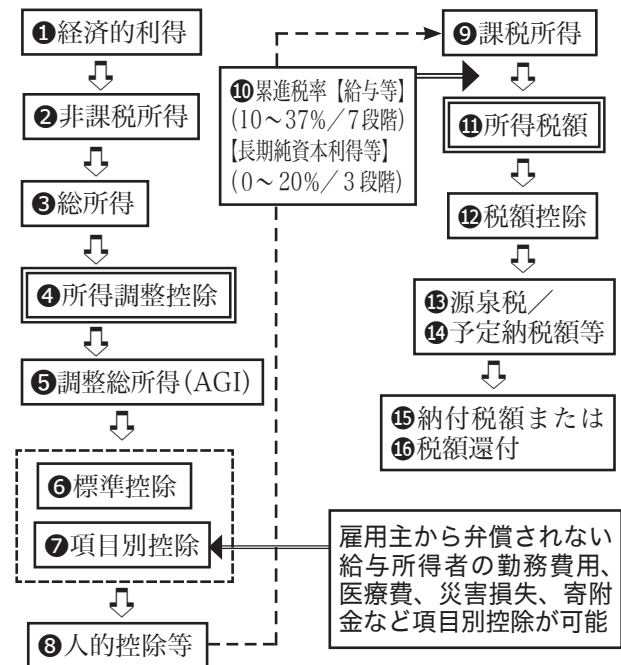 ❶経済的利得
❷非課税所得
❸総所得
❹所得調整控除
❺調整総所得(AGI)
❻標準控除
❼項目別控除
❽人的控除等
❾課税所得
❿累進税率【給与等】
(10～37%／7段階)
【長期純資本利得等】
(0～20%／3段階)
⓫所得税額
⓬税額控除
⓭源泉税／
⓮予定納税額等
⓯納付税額または
⓰税額還付
雇用主から弁償されない
給与所得者の勤務費用、
医療費、災害損失、寄附
金など項目別控除が可能